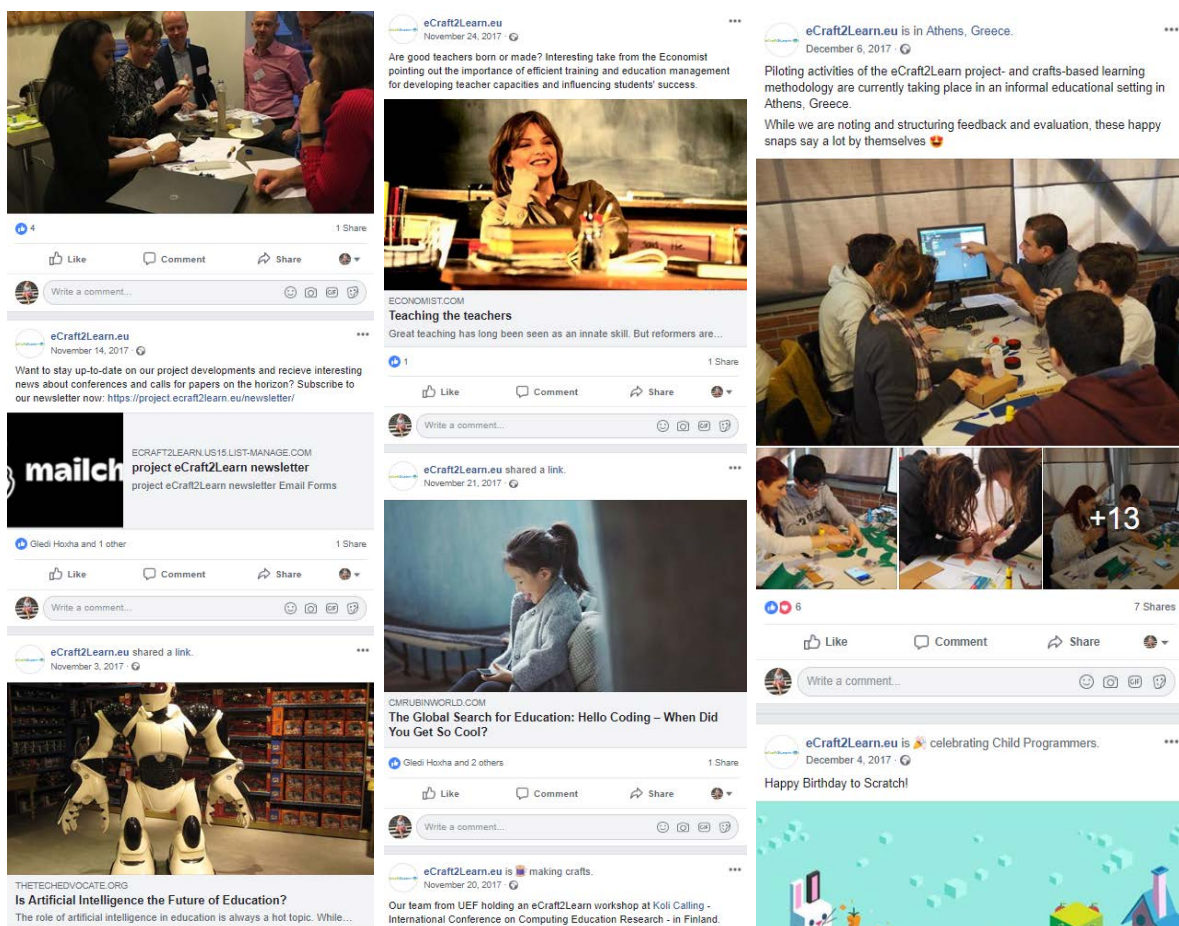 4
1 Share
Like Comment Share
Write a comment...
GIF
eCraft2Learn.eu
November 14, 2017 ·
Want to stay up-to-date on our project developments and recieve interesting
news about conferences and calls for papers on the horizon? Subscribe to
our newsletter now: https://project.ecraft2learn.eu/newsletter/
mailch
ECRAFT2LEARN.US15.LIST-MANAGE.COM
project eCraft2Learn newsletter
project eCraft2Learn newsletter Email Forms
Gledi Hoxha and 1 other
1 Share
Like Comment Share
Write a comment...
GIF
eCraft2Learn.eu shared a link.
November 3, 2017 ·
THETECHEDVOCATE.ORG
Is Artificial Intelligence the Future of Education?
The role of artificial intelligence in education is always a hot topic. While...
eCraft2Learn.eu
November 24, 2017 ·
Are good teachers born or made? Interesting take from the Economist
pointing out the importance of efficient training and education management
for developing teacher capacities and influencing students' success.
ECONOMIST.COM
Teaching the teachers
Great teaching has long been seen as an innate skill. But reformers are...
1
1 Share
Like Comment Share
Write a comment...
GIF
eCraft2Learn.eu shared a link.
November 21, 2017 ·
CMRUBINWORLD.COM
The Global Search for Education: Hello Coding – When Did
You Get So Cool?
Gledi Hoxha and 2 others
1 Share
Like Comment Share
Write a comment...
GIF
eCraft2Learn.eu is making crafts.
November 20, 2017 ·
Our team from UEF holding an eCraft2Learn workshop at Koli Calling -
International Conference on Computing Education Research - in Finland.
eCraft2Learn.eu is in Athens, Greece.
December 6, 2017 ·
Piloting activities of the eCraft2Learn project- and crafts-based learning
methodology are currently taking place in an informal educational setting in
Athens, Greece.
While we are noting and structuring feedback and evaluation, these happy
snaps say a lot by themselves 🤩
+13
6
7 Shares
Like Comment Share
Write a comment...
GIF
eCraft2Learn.eu is 🎉 celebrating Child Programmers.
December 4, 2017 ·
Happy Birthday to Scratch!